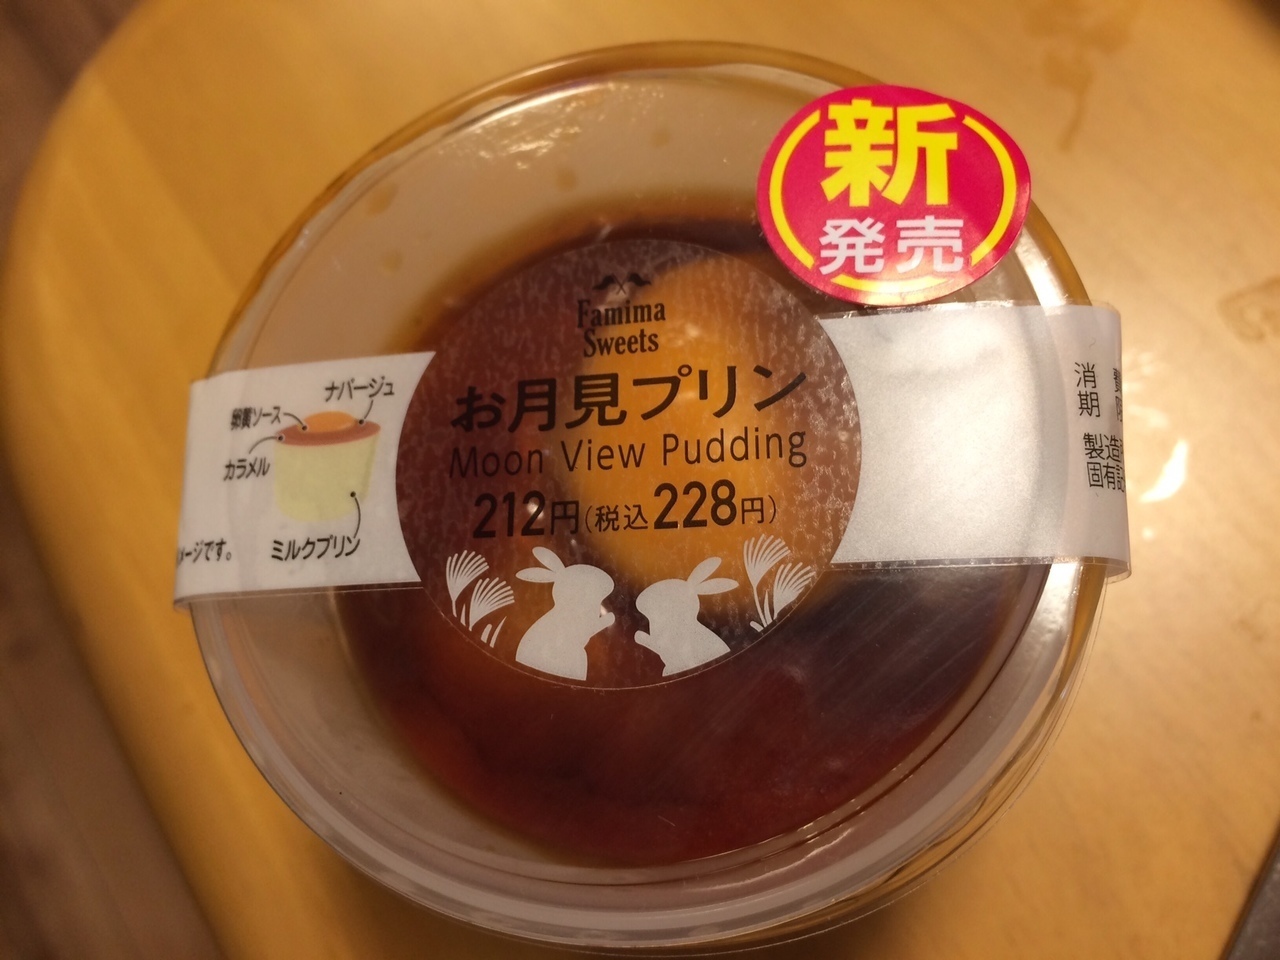 新
発売
Famima
Sweets
お月見プリン
Moon View Pudding
212円(税込228円)
ナパージュ
卵黄ソース
カラメル
ミルクプリン
ージです。
消
期
製造
固有記